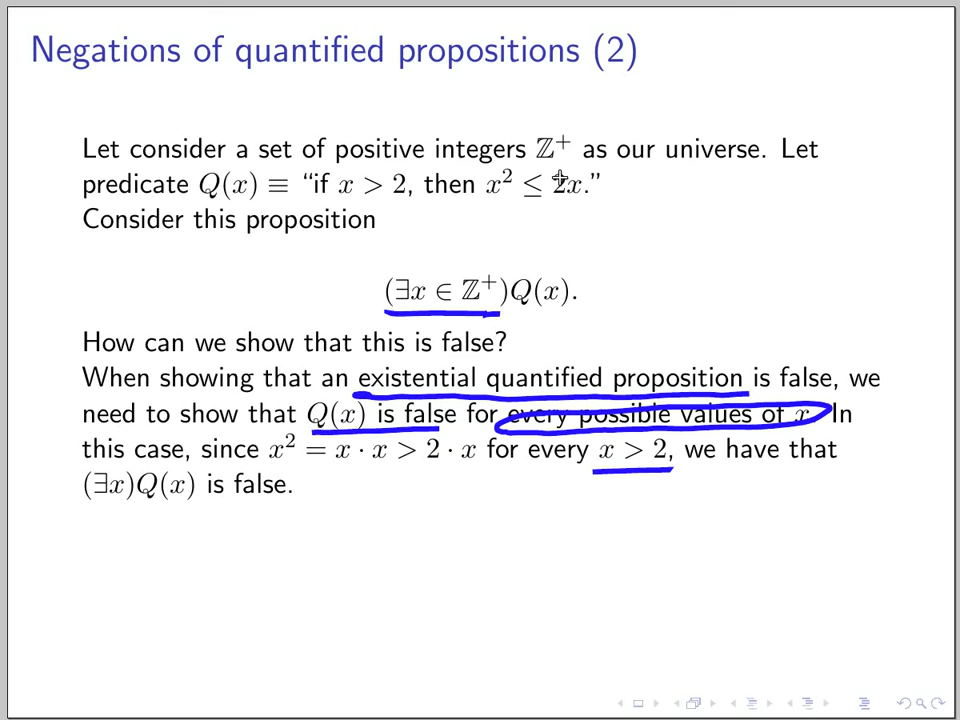 Negations of quantified propositions (2)
Let consider a set of positive integers ℤ⁺ as our universe. Let
predicate Q(x) ≡ “if x > 2, then x² ≤ 2x.”
Consider this proposition
(∃x ∈ ℤ⁺)Q(x).
How can we show that this is false?
When showing that an existential quantified proposition is false, we
need to show that Q(x) is false for every possible values of x. In
this case, since x² = x · x > 2 · x for every x > 2, we have that
(∃x)Q(x) is false.